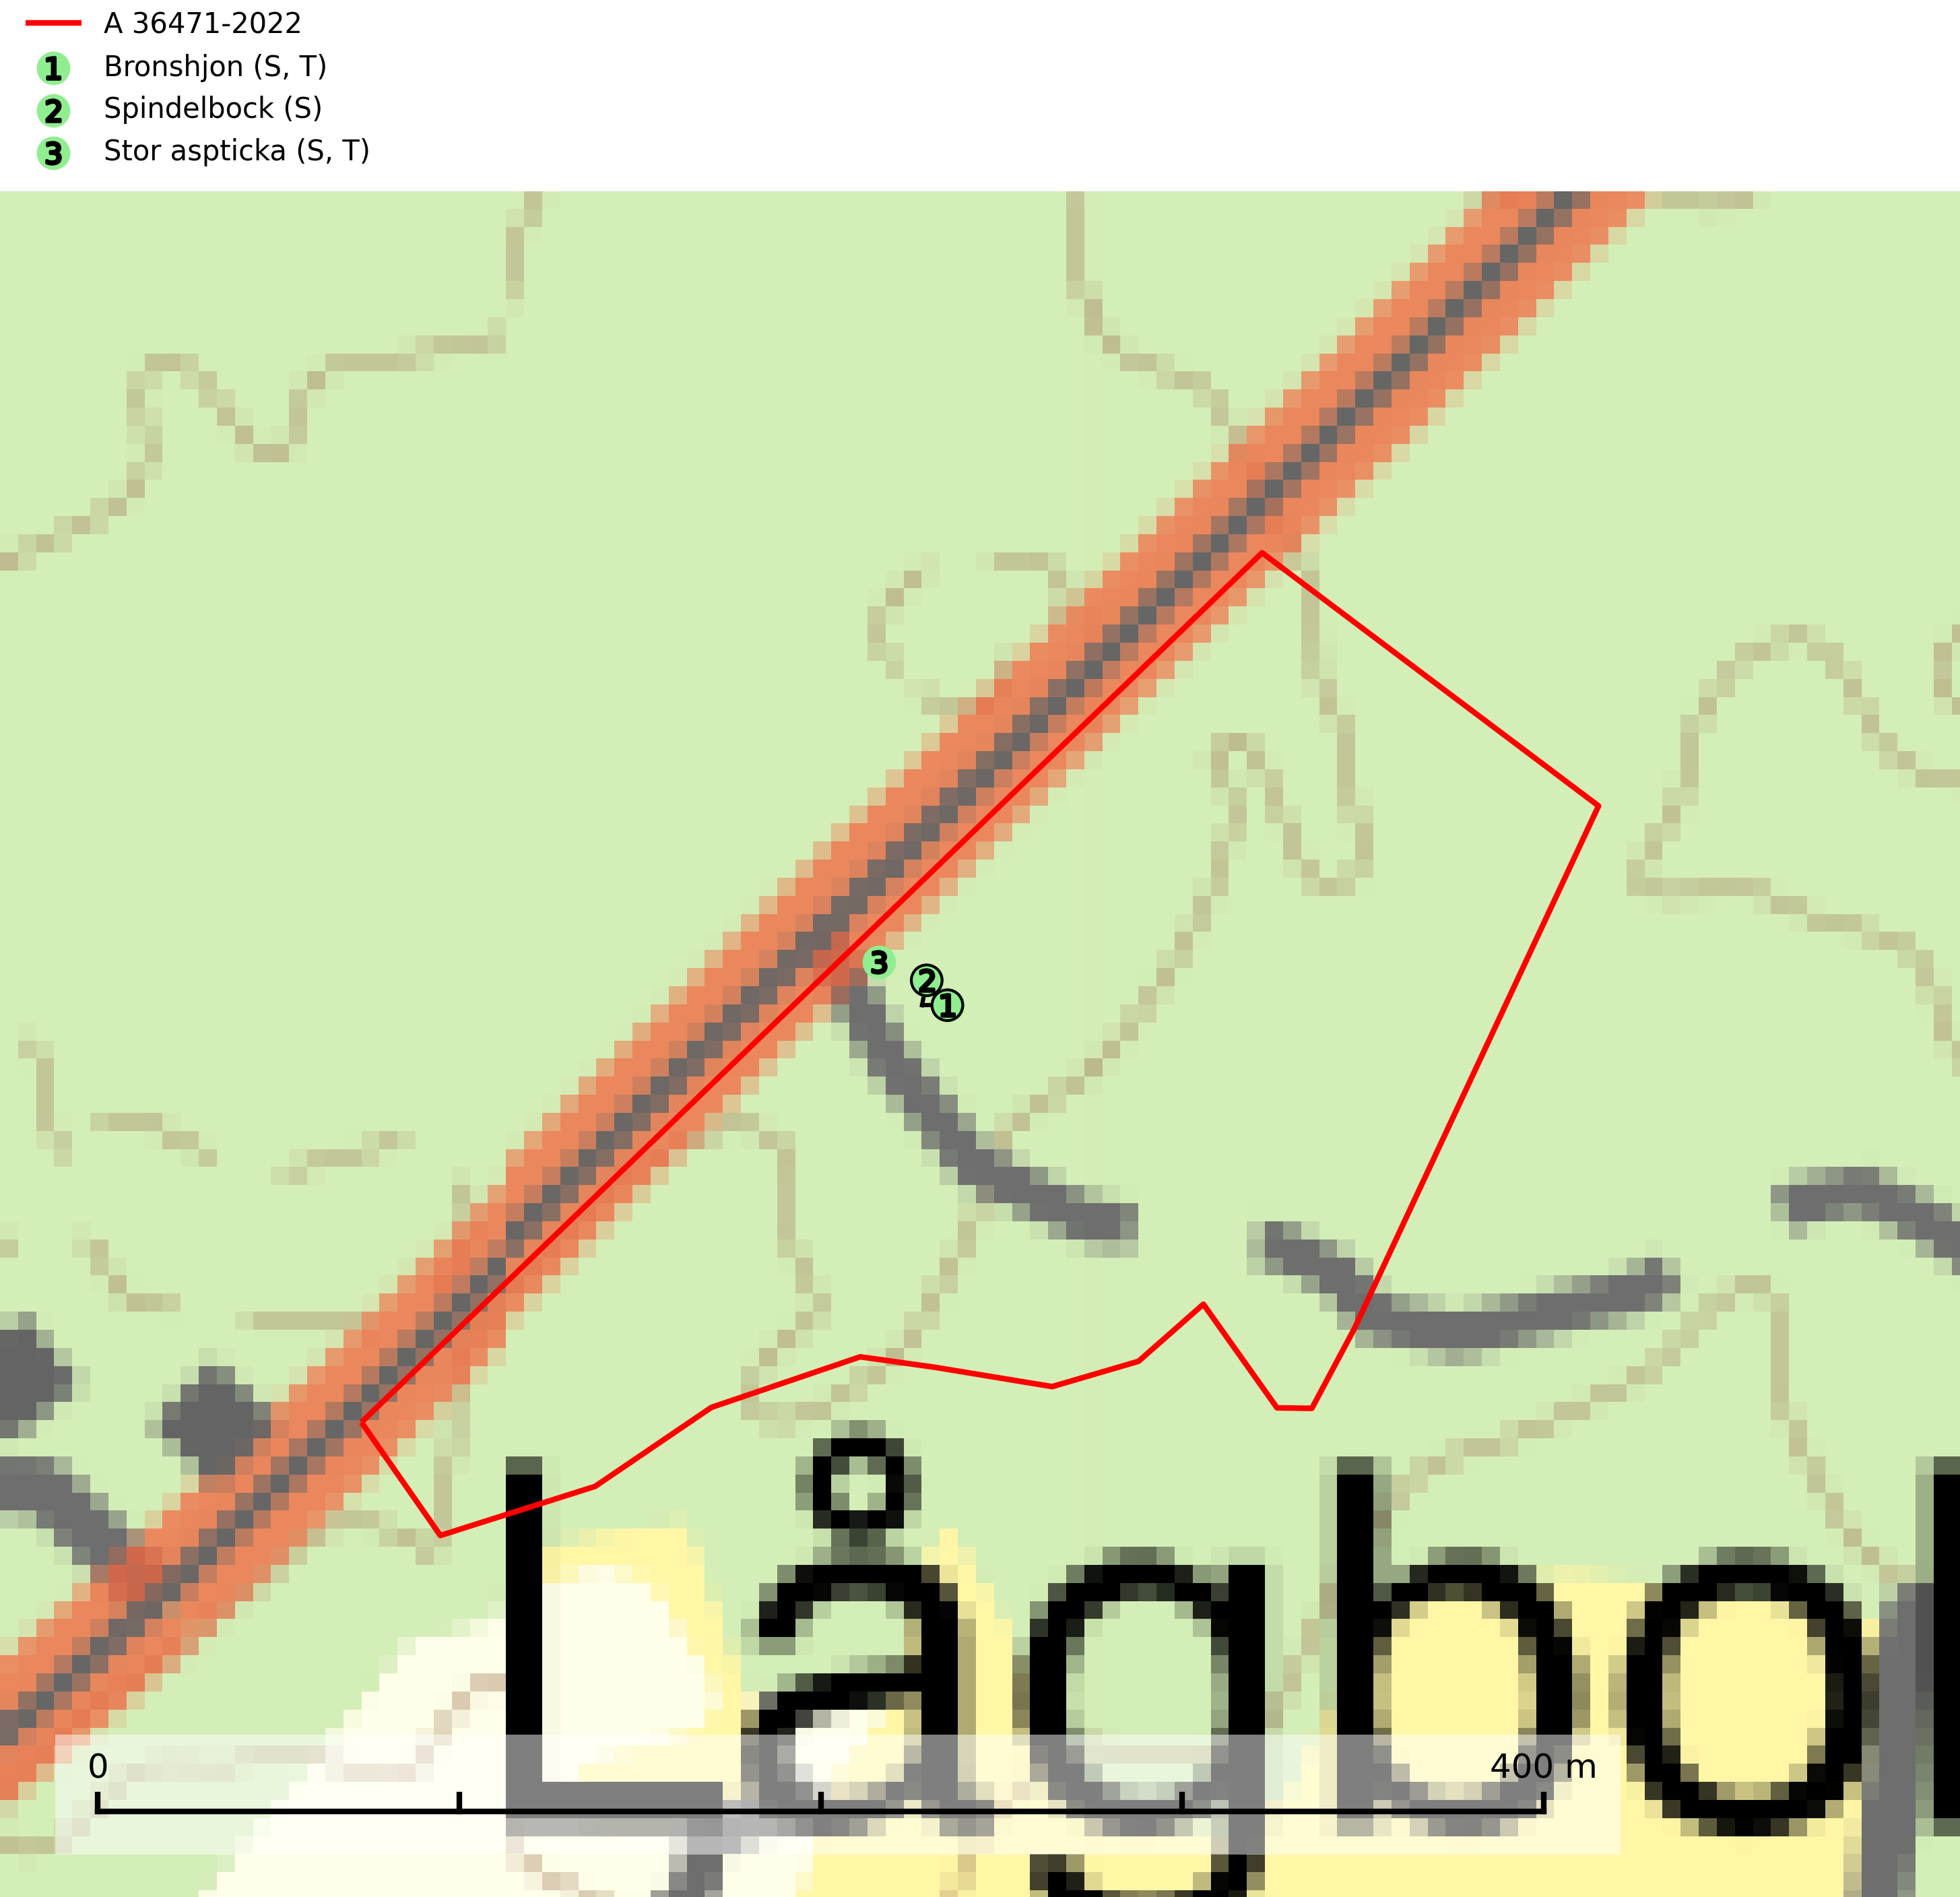 A 36471-2022
1 Bronshjon (S, T)
2 Spindelbock (S)
3 Stor aspticka (S, T)
3
2
1
Lågbo
0 400 m